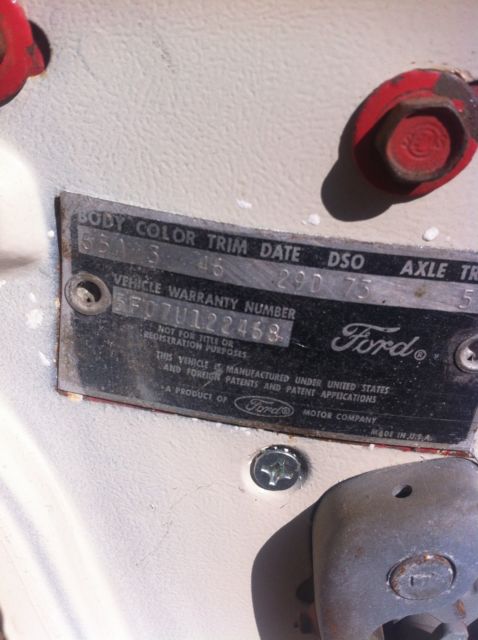 BODY COLOR TRIM DATE DSO AXLE TR
46 29D 73 5
VEHICLE WARRANTY NUMBER
5F07U122468
NOT FOR TITLE OR
REGISTRATION PURPOSES
Ford®
THIS VEHICLE IS MANUFACTURED UNDER UNITED STATES
AND FOREIGN PATENTS AND PATENT APPLICATIONS
A PRODUCT OF Ford® MOTOR COMPANY
MADE IN U.S.A.